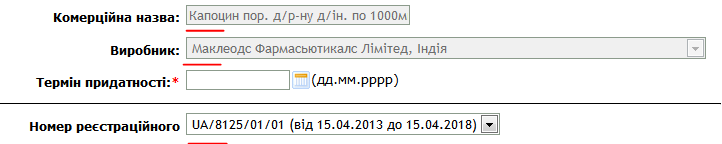 Комерційна назва: Капоцин пор. д/р-ну д/ін. по 1000м
Виробник: Маклеодс Фармасьютикалс Лімітед, Індія
Термін придатності:* (дд.мм.рррр)
Номер реєстраційного UA/8125/01/01 (від 15.04.2013 до 15.04.2018)